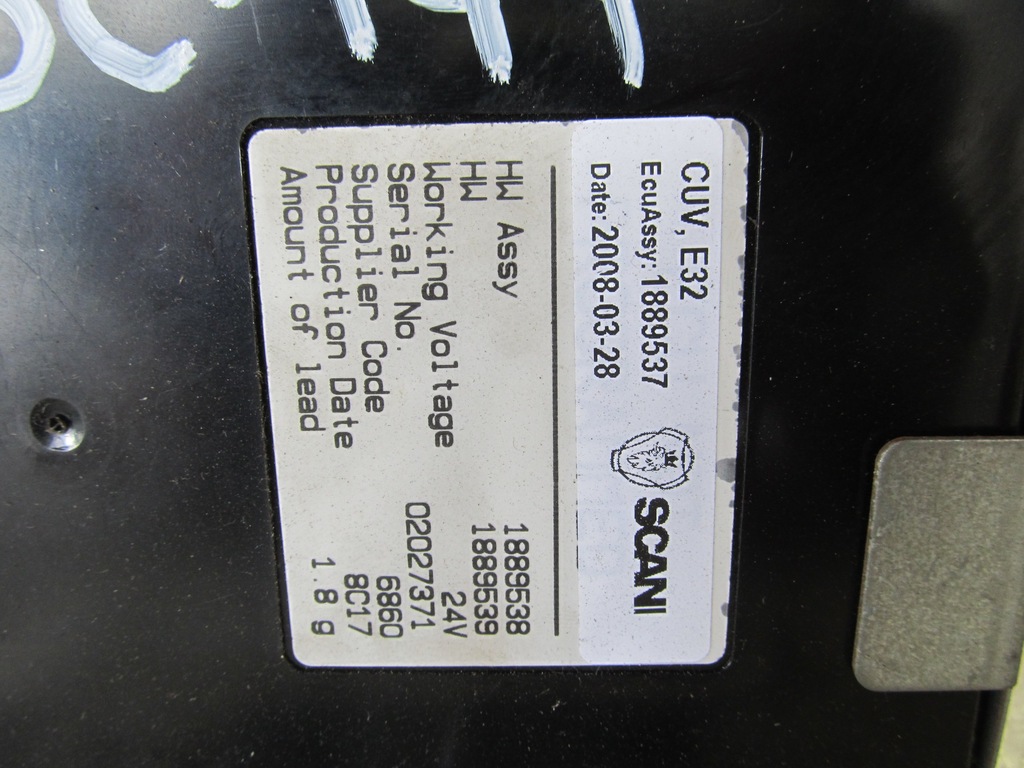 CUV, E32
EcuAssy: 1889537
Date: 2008-03-28
SCANI
HW Assy 1889538
HW 1889539
Working Voltage 24V
Serial No. 02027371
Supplier Code 6860
Production Date 8C17
Amount of lead 1.8 g